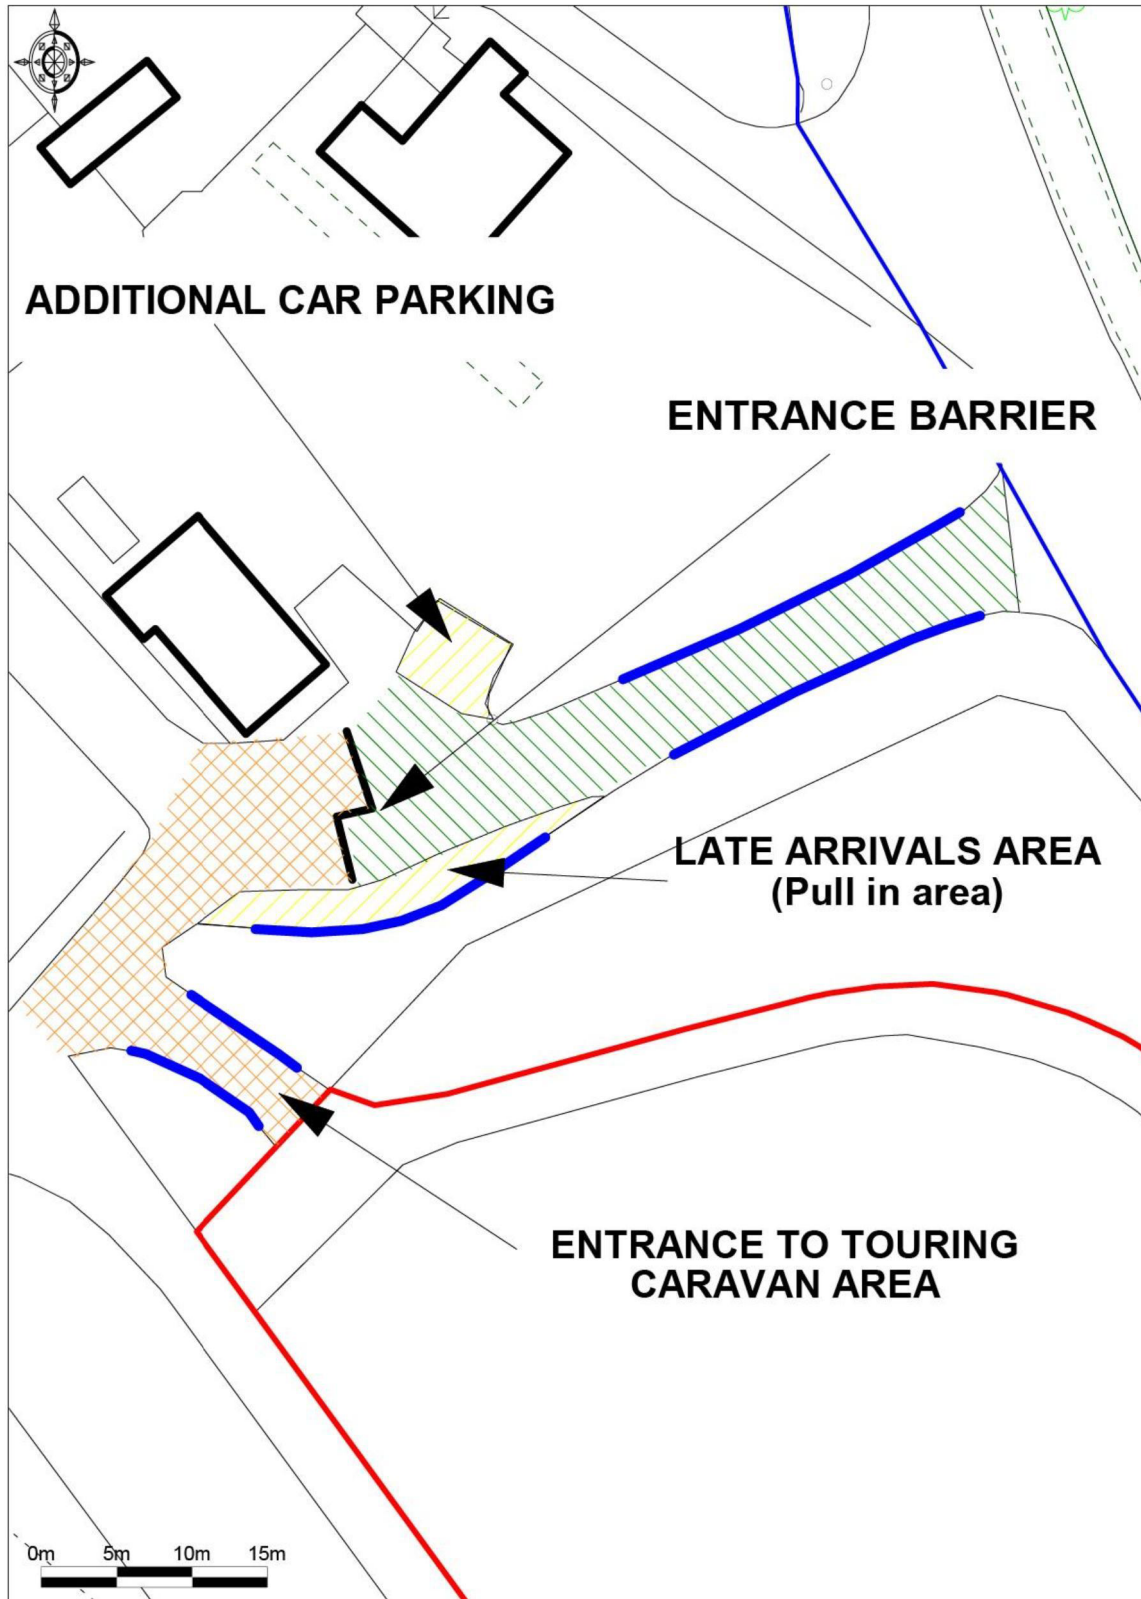 ADDITIONAL CAR PARKING
ENTRANCE BARRIER
LATE ARRIVALS AREA
(Pull in area)
ENTRANCE TO TOURING
CARAVAN AREA
0m 5m 10m 15m